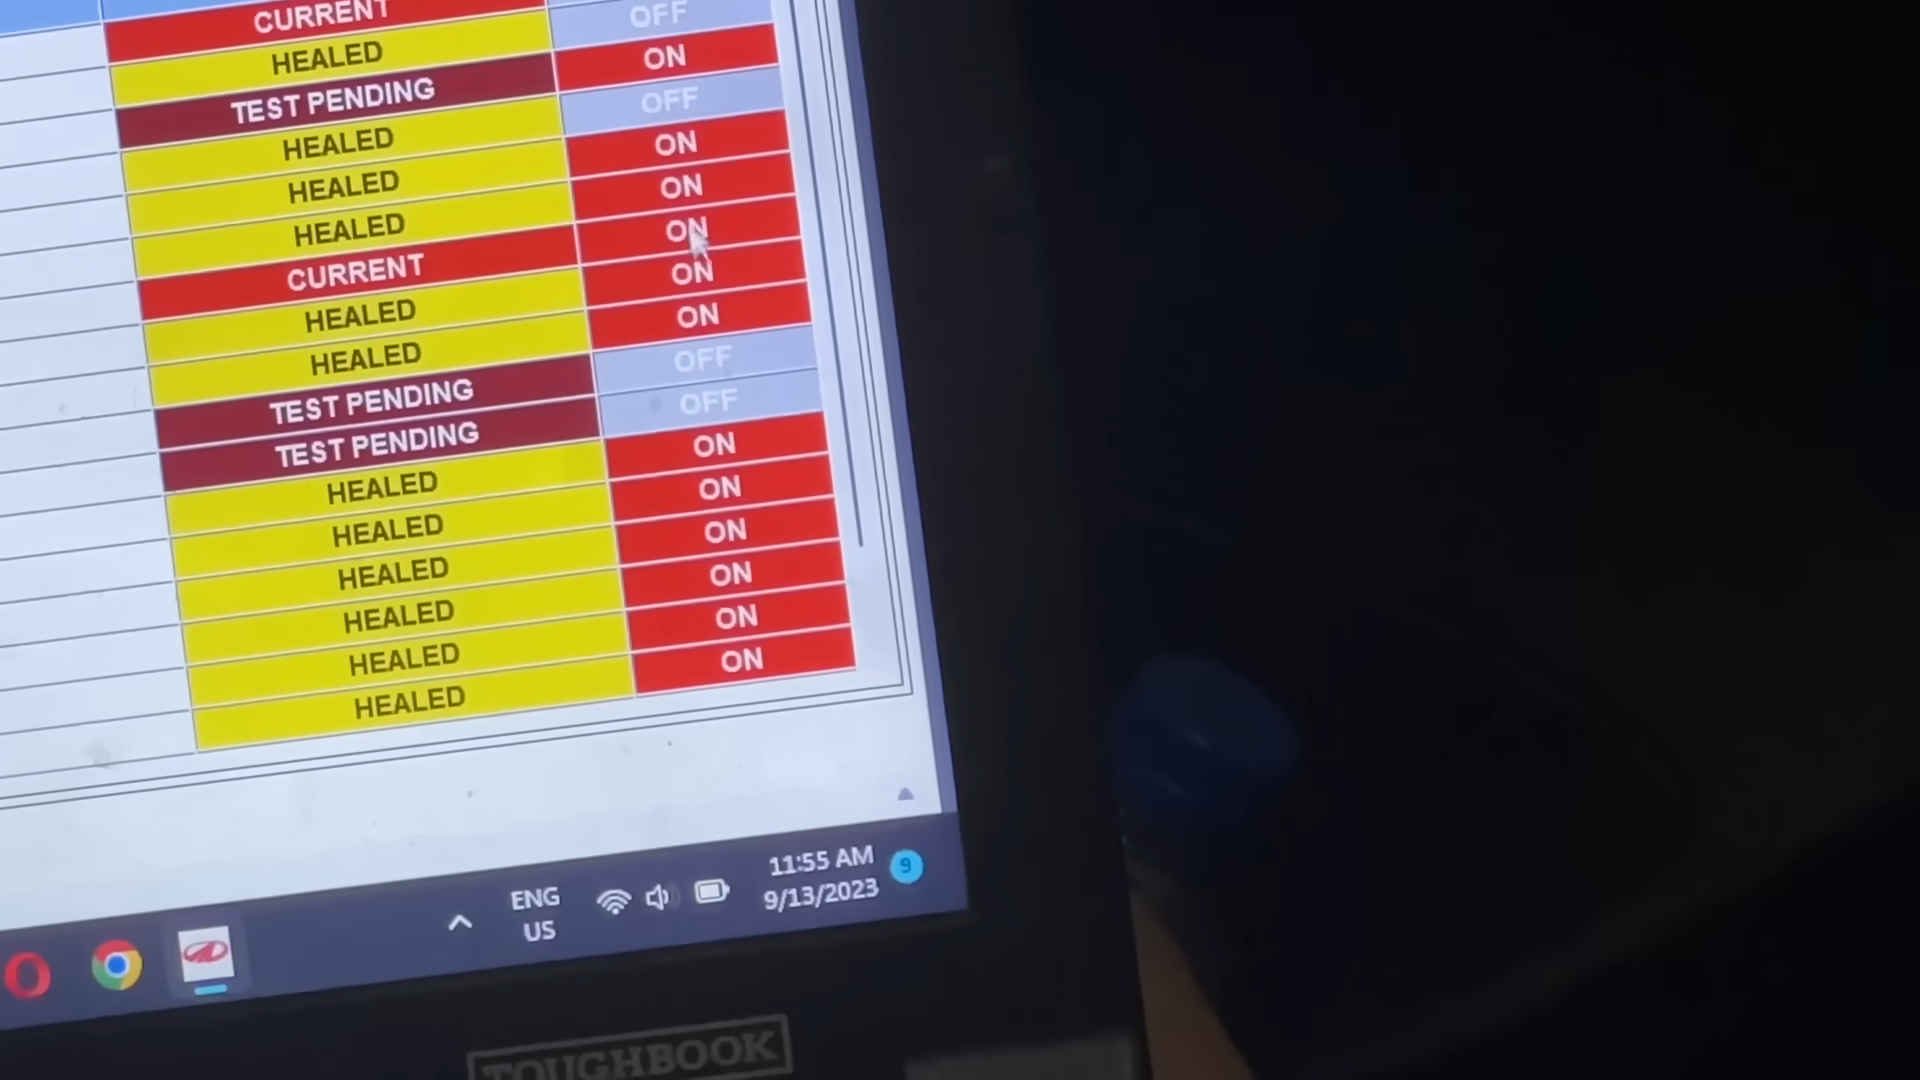 CURRENT
HEALED OFF
TEST PENDING ON
HEALED OFF
HEALED ON
HEALED ON
CURRENT ON
HEALED ON
HEALED ON
TEST PENDING OFF
TEST PENDING OFF
HEALED ON
HEALED ON
HEALED ON
HEALED ON
HEALED ON
HEALED ON
ENG
US
11:55 AM
9/13/2023
9
TOUGHBOOK